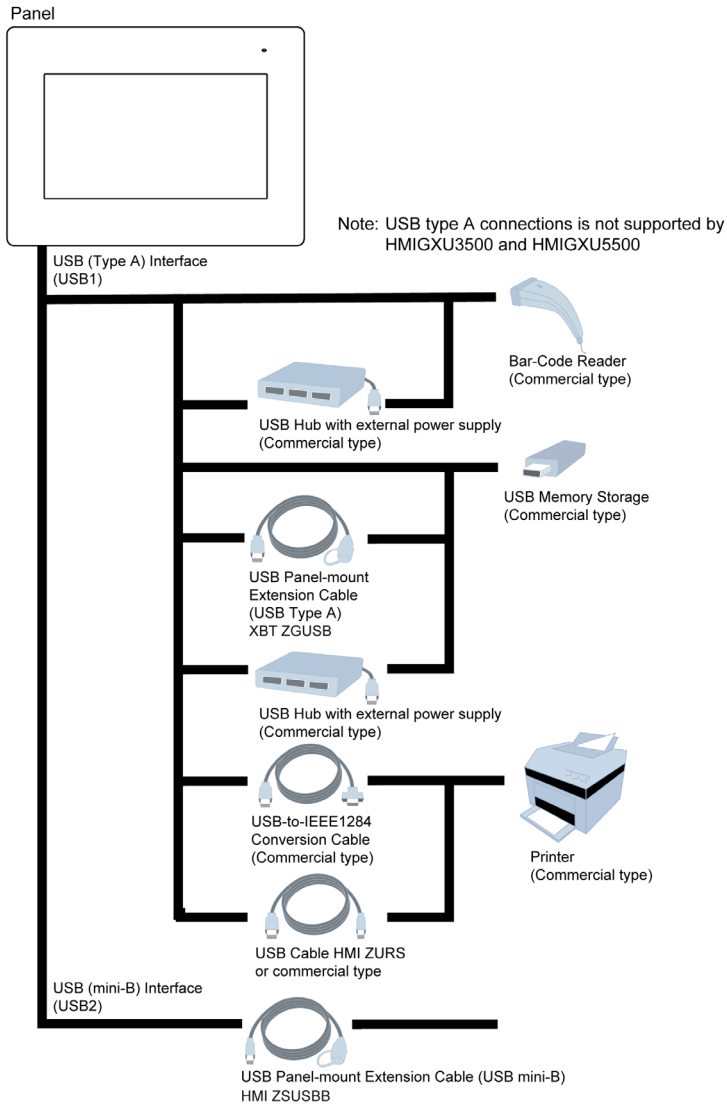 Panel
Note: USB type A connections is not supported by
HMIGXU3500 and HMIGXU5500
USB (Type A) Interface
(USB1)
Bar-Code Reader
(Commercial type)
USB Hub with external power supply
(Commercial type)
USB Memory Storage
(Commercial type)
USB Panel-mount
Extension Cable
(USB Type A)
XBT ZGUSB
USB Hub with external power supply
(Commercial type)
USB-to-IEEE1284
Conversion Cable
(Commercial type)
Printer
(Commercial type)
USB Cable HMI ZURS
or commercial type
USB (mini-B) Interface
(USB2)
USB Panel-mount Extension Cable (USB mini-B)
HMI ZSUSBB